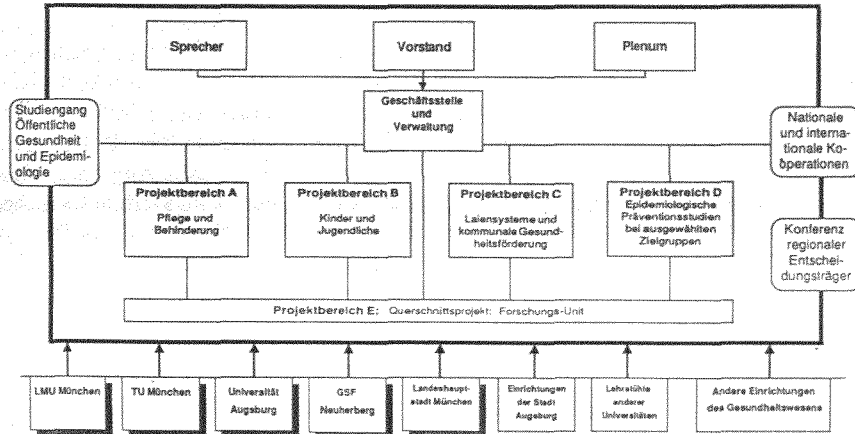 Sprecher
Vorstand
Plenum
Geschäftsstelle
und
Verwaltung
Studiengang
Öffentliche
Gesundheit
und Epidemi-
ologie
Nationale
und interna-
tionale Ko-
operationen
Projektbereich A
Pflege und
Behinderung
Projektbereich B
Kinder und
Jugendliche
Projektbereich C
Laiensysteme und
kommunale Gesund-
heitsförderung
Projektbereich D
Epidemiologische
Präventionsstudien
bei ausgewählten
Zielgruppen
Konferenz
regionaler
Entschei-
dungsträger
Projektbereich E: Querschnittsprojekt: Forschungs-Unit
LMU München
TU München
Universität
Augsburg
GSF
Neuherberg
Landeshaupt-
stadt München
Einrichtungen
der Stadt
Augsburg
Lehrstühle
anderer
Universitäten
Andere Einrichtungen
des Gesundheitswesens